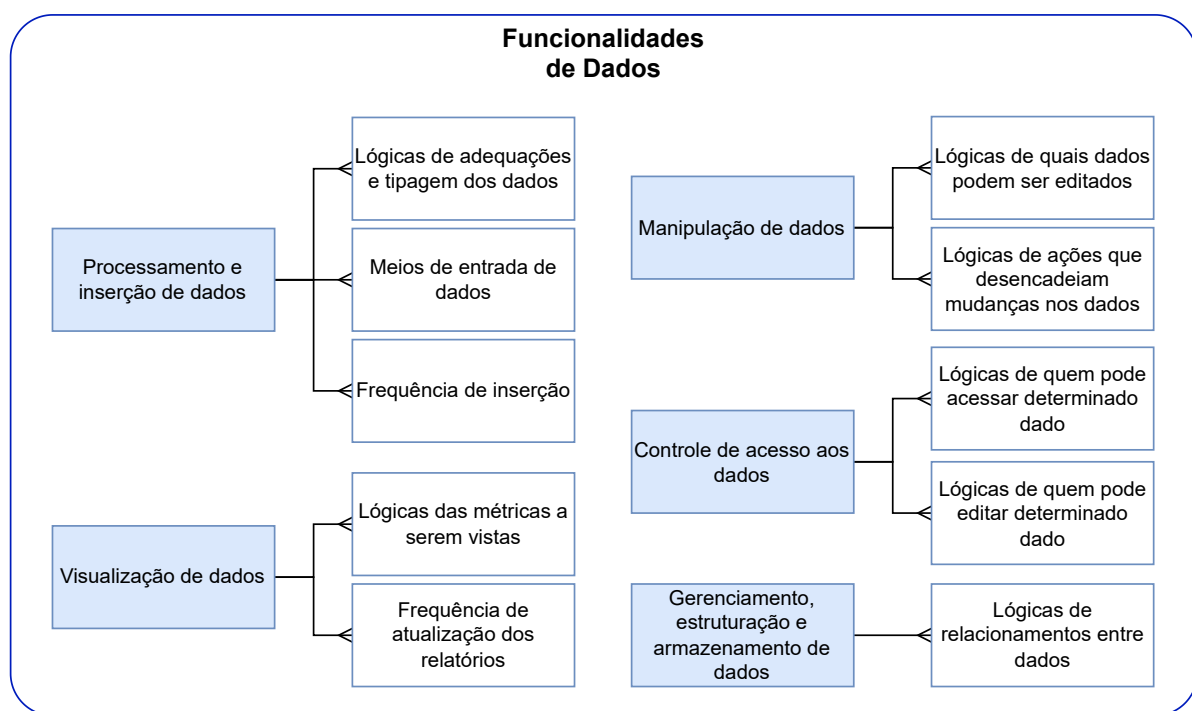 Funcionalidades
de Dados
Processamento e
inserção de dados
Lógicas de adequações
e tipagem dos dados
Meios de entrada de
dados
Frequência de inserção
Visualização de dados
Lógicas das métricas a
serem vistas
Frequência de
atualização dos
relatórios
Manipulação de dados
Lógicas de quais dados
podem ser editados
Lógicas de ações que
desencadeiam
mudanças nos dados
Controle de acesso aos
dados
Lógicas de quem pode
acessar determinado
dado
Lógicas de quem pode
editar determinado
dado
Gerenciamento,
estruturação e
armazenamento de
dados
Lógicas de
relacionamentos entre
dados